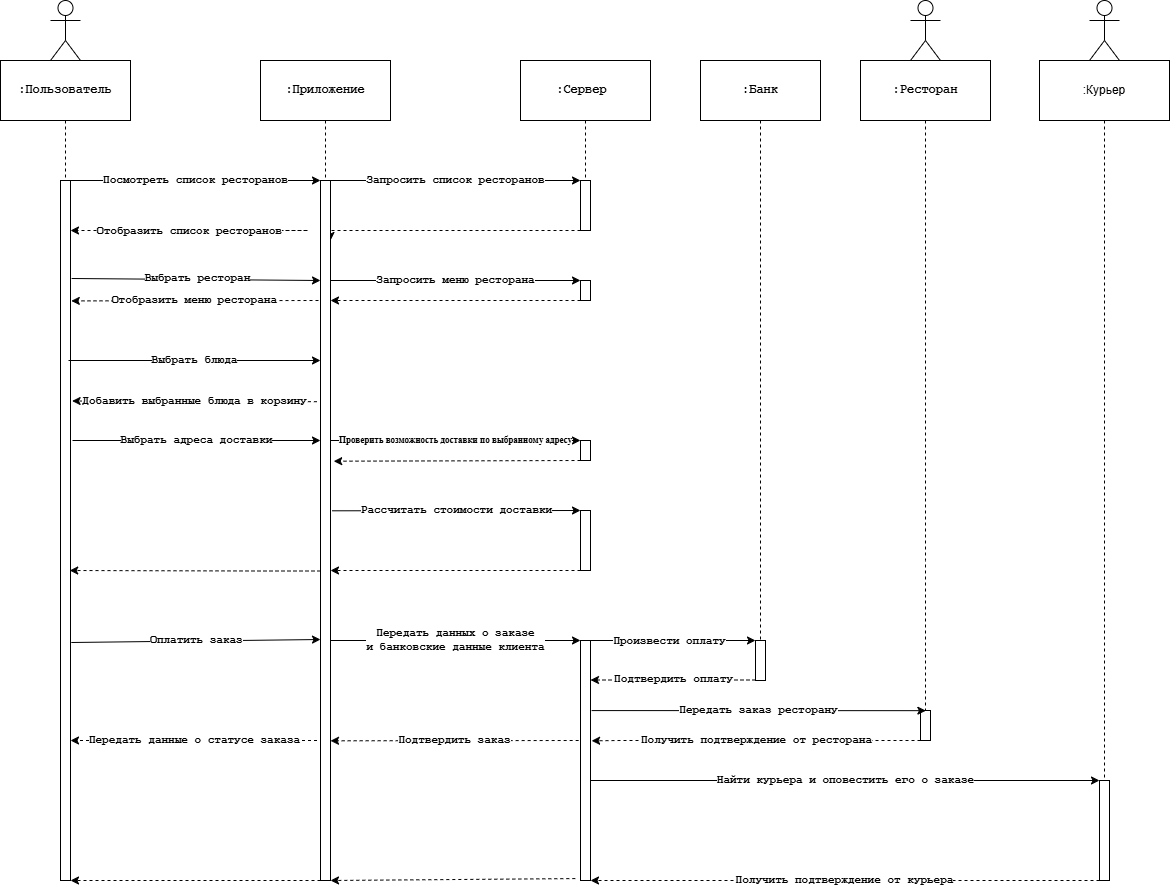 :Пользователь
:Приложение
:Сервер
:Банк
:Ресторан
:Курьер
Посмотреть список ресторанов
Запросить список ресторанов
Отобразить список ресторанов
Выбрать ресторан
Запросить меню ресторана
Отобразить меню ресторана
Выбрать блюда
Добавить выбранные блюда в корзину
Выбрать адреса доставки
Проверить возможность доставки по выбранному адресу
Рассчитать стоимости доставки
Оплатить заказ
Передать данных о заказе
и банковские данные клиента
Произвести оплату
Подтвердить оплату
Передать заказ ресторану
Передать данные о статусе заказа
Подтвердить заказ
Получить подтверждение от ресторана
Найти курьера и оповестить его о заказе
Получить подтверждение от курьера